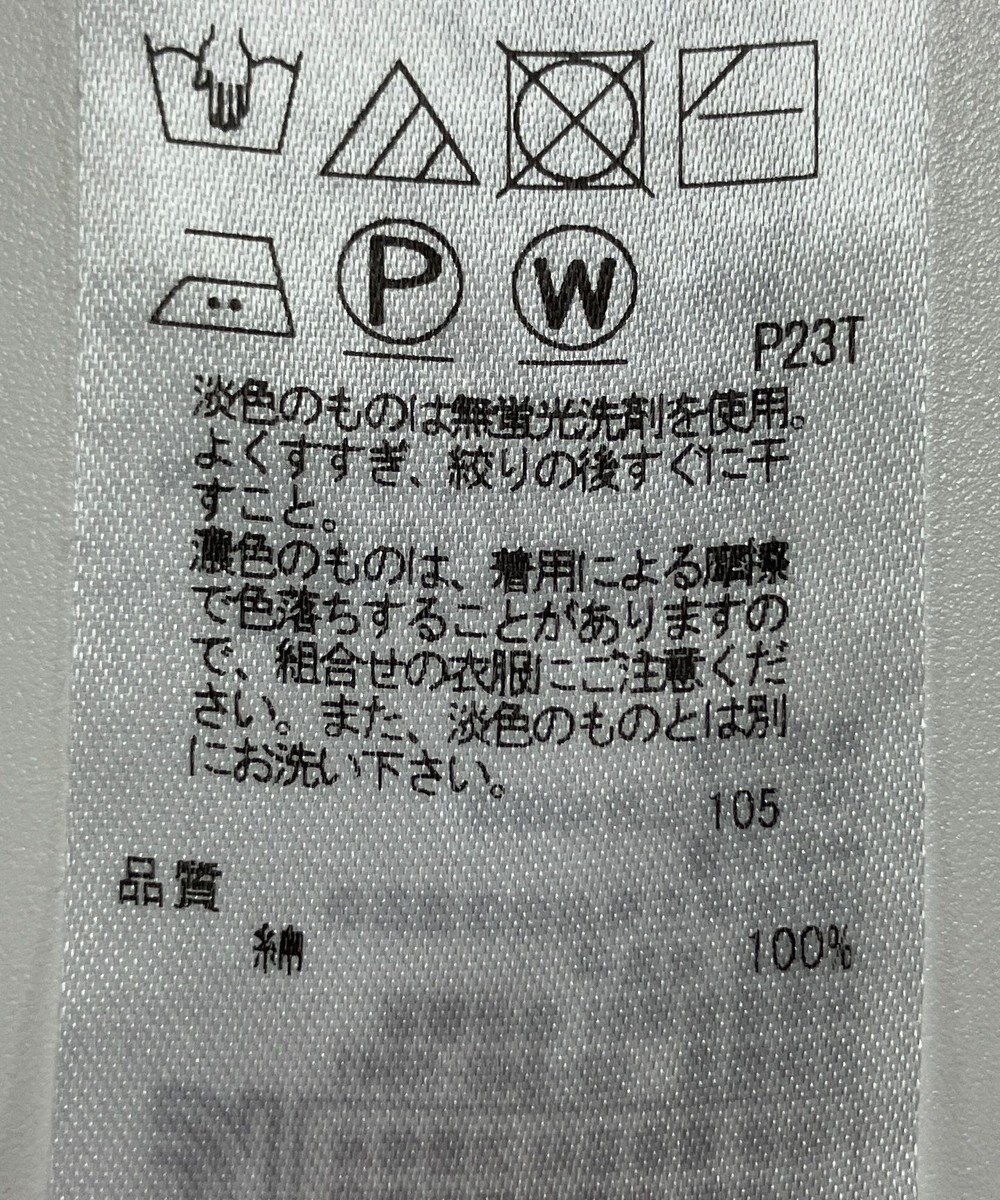 P W
P23T
淡色のものは無蛍光洗剤を使用。
よくすすぎ、絞りの後すぐに干
すこと。
濃色のものは、着用による摩擦
で色落ちすることがありますの
で、組合せの衣服にご注意くだ
さい。また、淡色のものとは別
にお洗い下さい。
105
品質
綿 100%